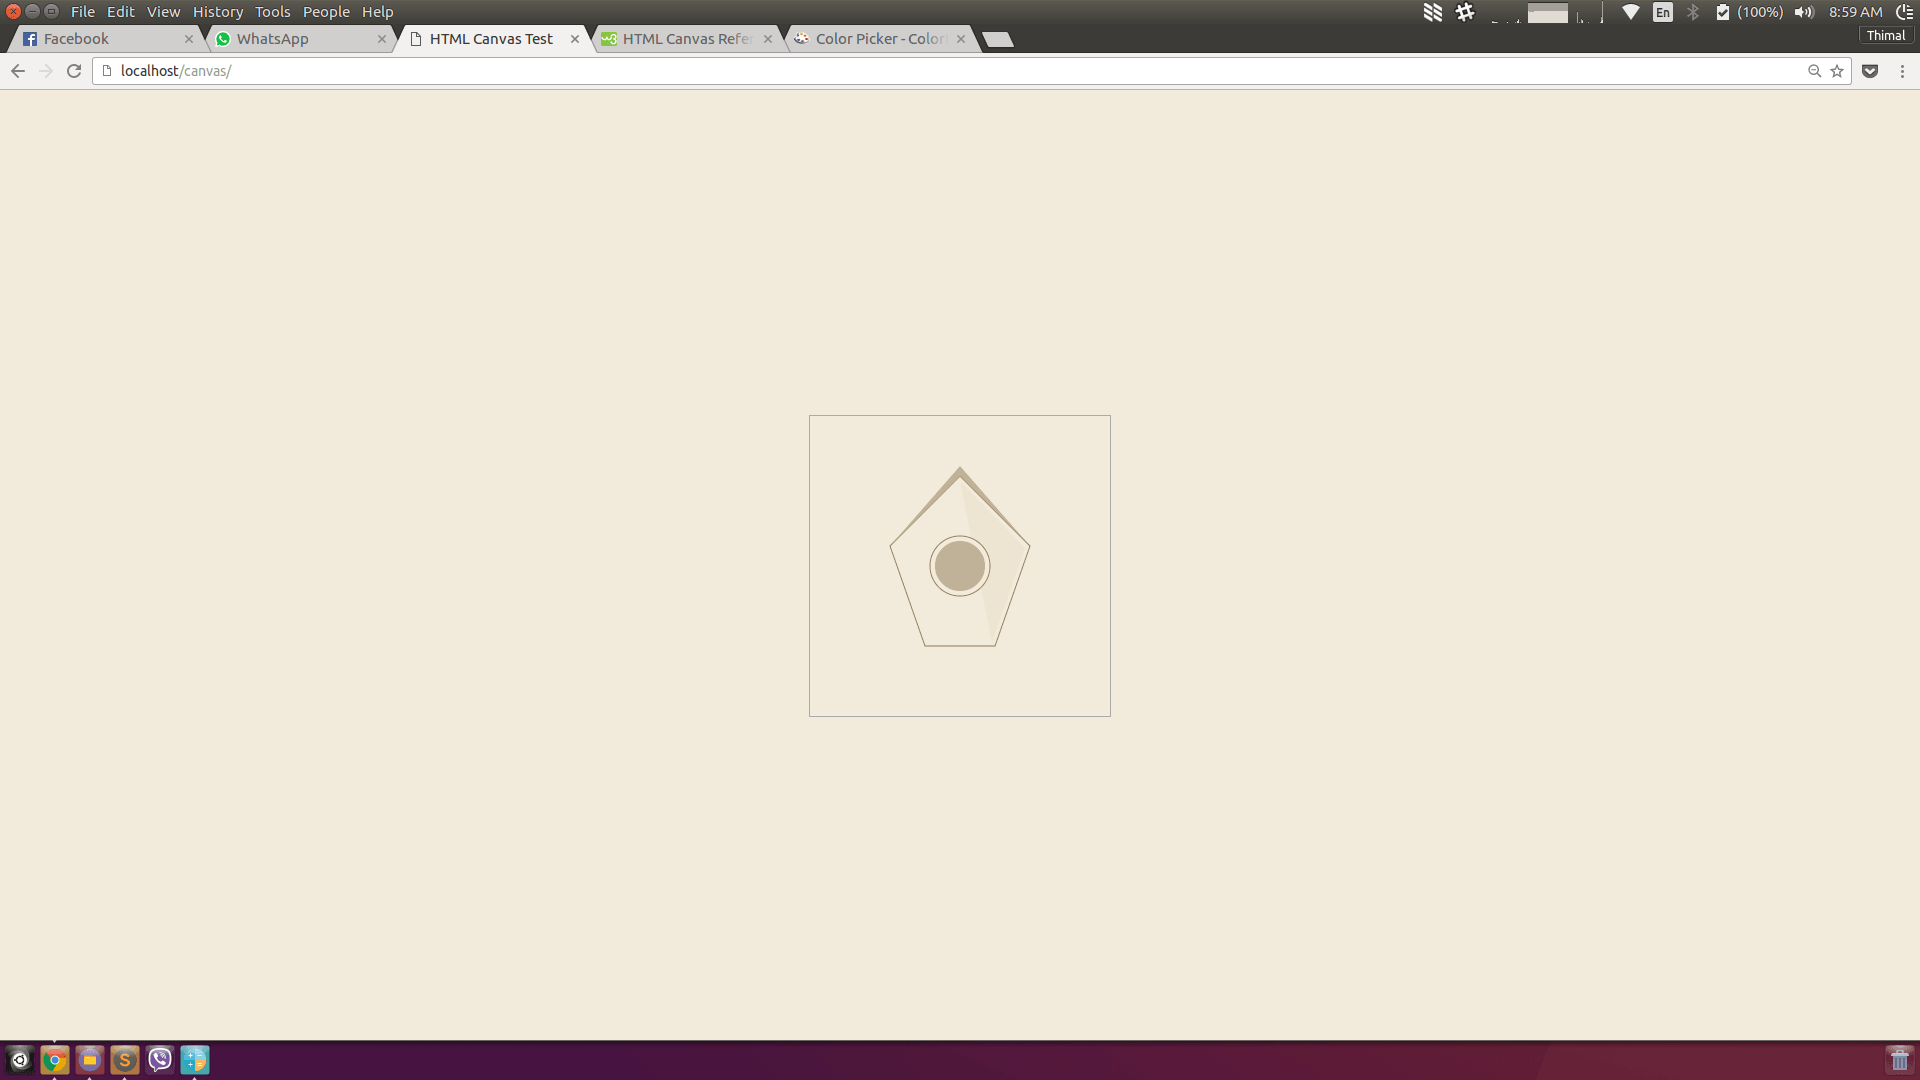 File Edit View History Tools People Help En (100%) 8:59 AM
Facebook WhatsApp HTML Canvas Test HTML Canvas Refer Color Picker - Color Thimal
localhost/canvas/